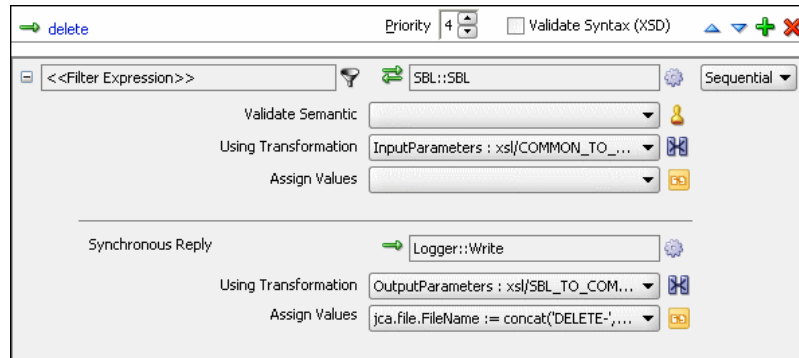 delete Priority 4 Validate Syntax (XSD)
<<Filter Expression>> SBL::SBL Sequential
Validate Semantic
Using Transformation InputParameters : xsl/COMMON_TO_...
Assign Values
Synchronous Reply Logger::Write
Using Transformation OutputParameters : xsl/SBL_TO_COM...
Assign Values jca.file.FileName := concat('DELETE-',...